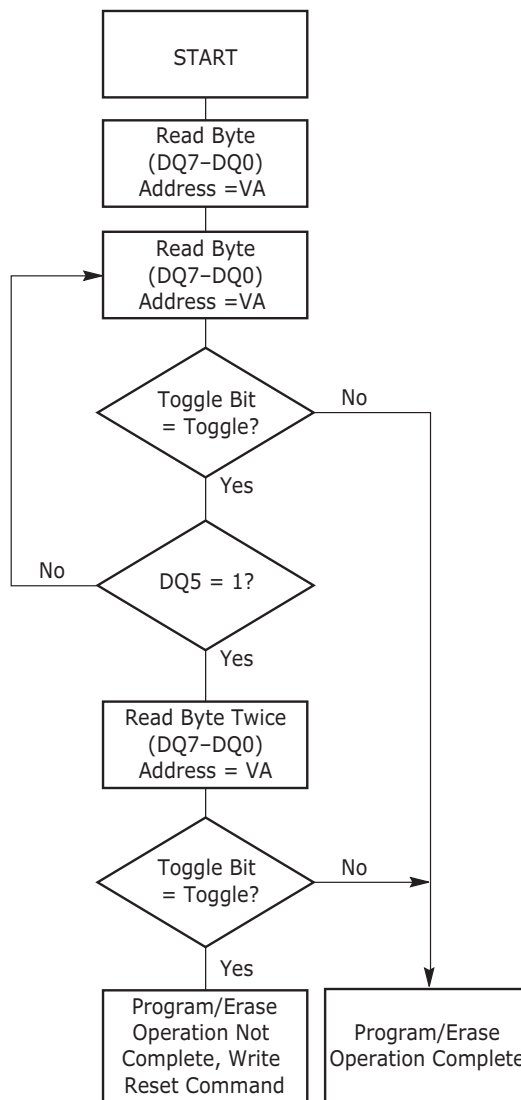 START
Read Byte
(DQ7–DQ0)
Address =VA
Read Byte
(DQ7–DQ0)
Address =VA
Toggle Bit
= Toggle?
No
Yes
No
DQ5 = 1?
Yes
Read Byte Twice
(DQ7–DQ0)
Address = VA
Toggle Bit
= Toggle?
No
Yes
Program/Erase
Operation Not
Complete, Write
Reset Command
Program/Erase
Operation Complete